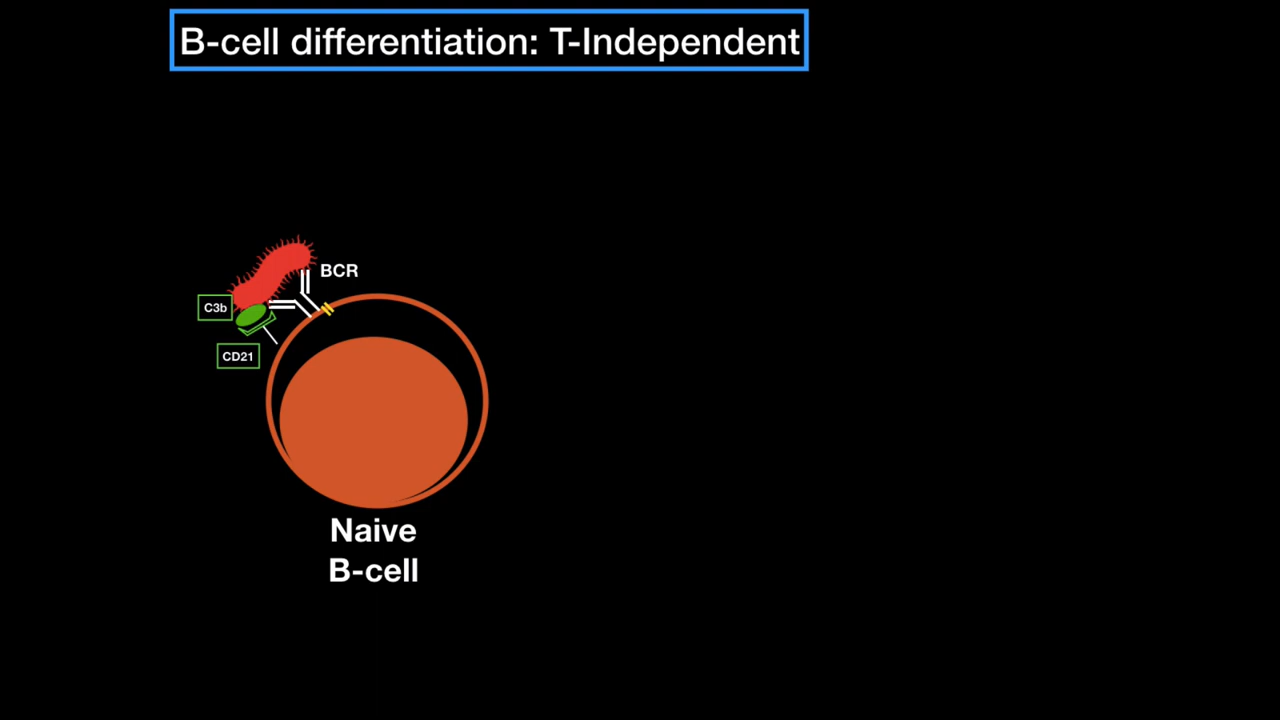 B-cell differentiation: T-Independent
BCR
C3b
CD21
Naive
B-cell